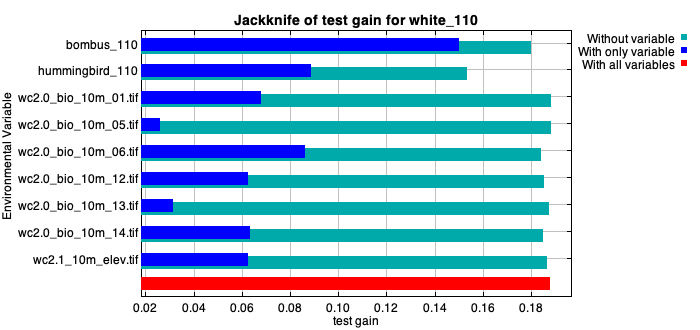 Jackknife of test gain for white_110
Without variable
With only variable
With all variables
Environmental Variable
bombus_110
hummingbird_110
wc2.0_bio_10m_01.tif
wc2.0_bio_10m_05.tif
wc2.0_bio_10m_06.tif
wc2.0_bio_10m_12.tif
wc2.0_bio_10m_13.tif
wc2.0_bio_10m_14.tif
wc2.1_10m_elev.tif
0.02 0.04 0.06 0.08 0.10 0.12 0.14 0.16 0.18
test gain